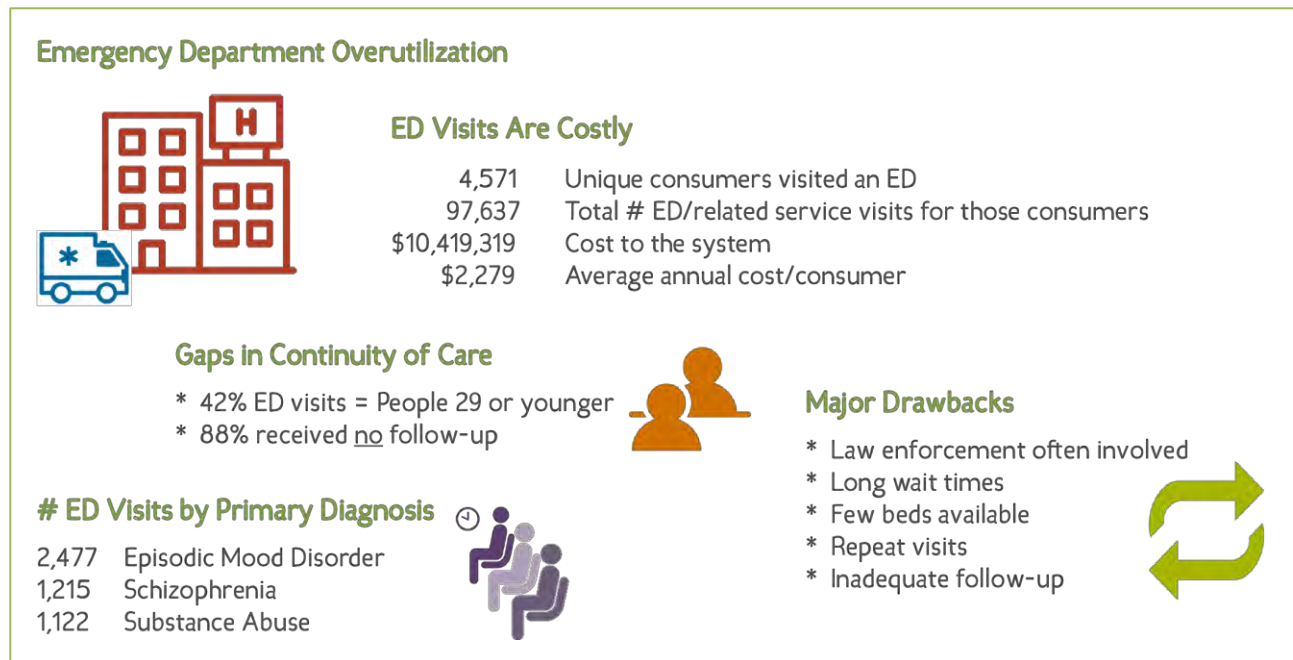 Emergency Department Overutilization
H
ED Visits Are Costly
4,571 Unique consumers visited an ED
97,637 Total # ED/related service visits for those consumers
$10,419,319 Cost to the system
$2,279 Average annual cost/consumer
Gaps in Continuity of Care
* 42% ED visits = People 29 or younger
* 88% received no follow-up
Major Drawbacks
* Law enforcement often involved
* Long wait times
* Few beds available
* Repeat visits
* Inadequate follow-up
# ED Visits by Primary Diagnosis
2,477 Episodic Mood Disorder
1,215 Schizophrenia
1,122 Substance Abuse